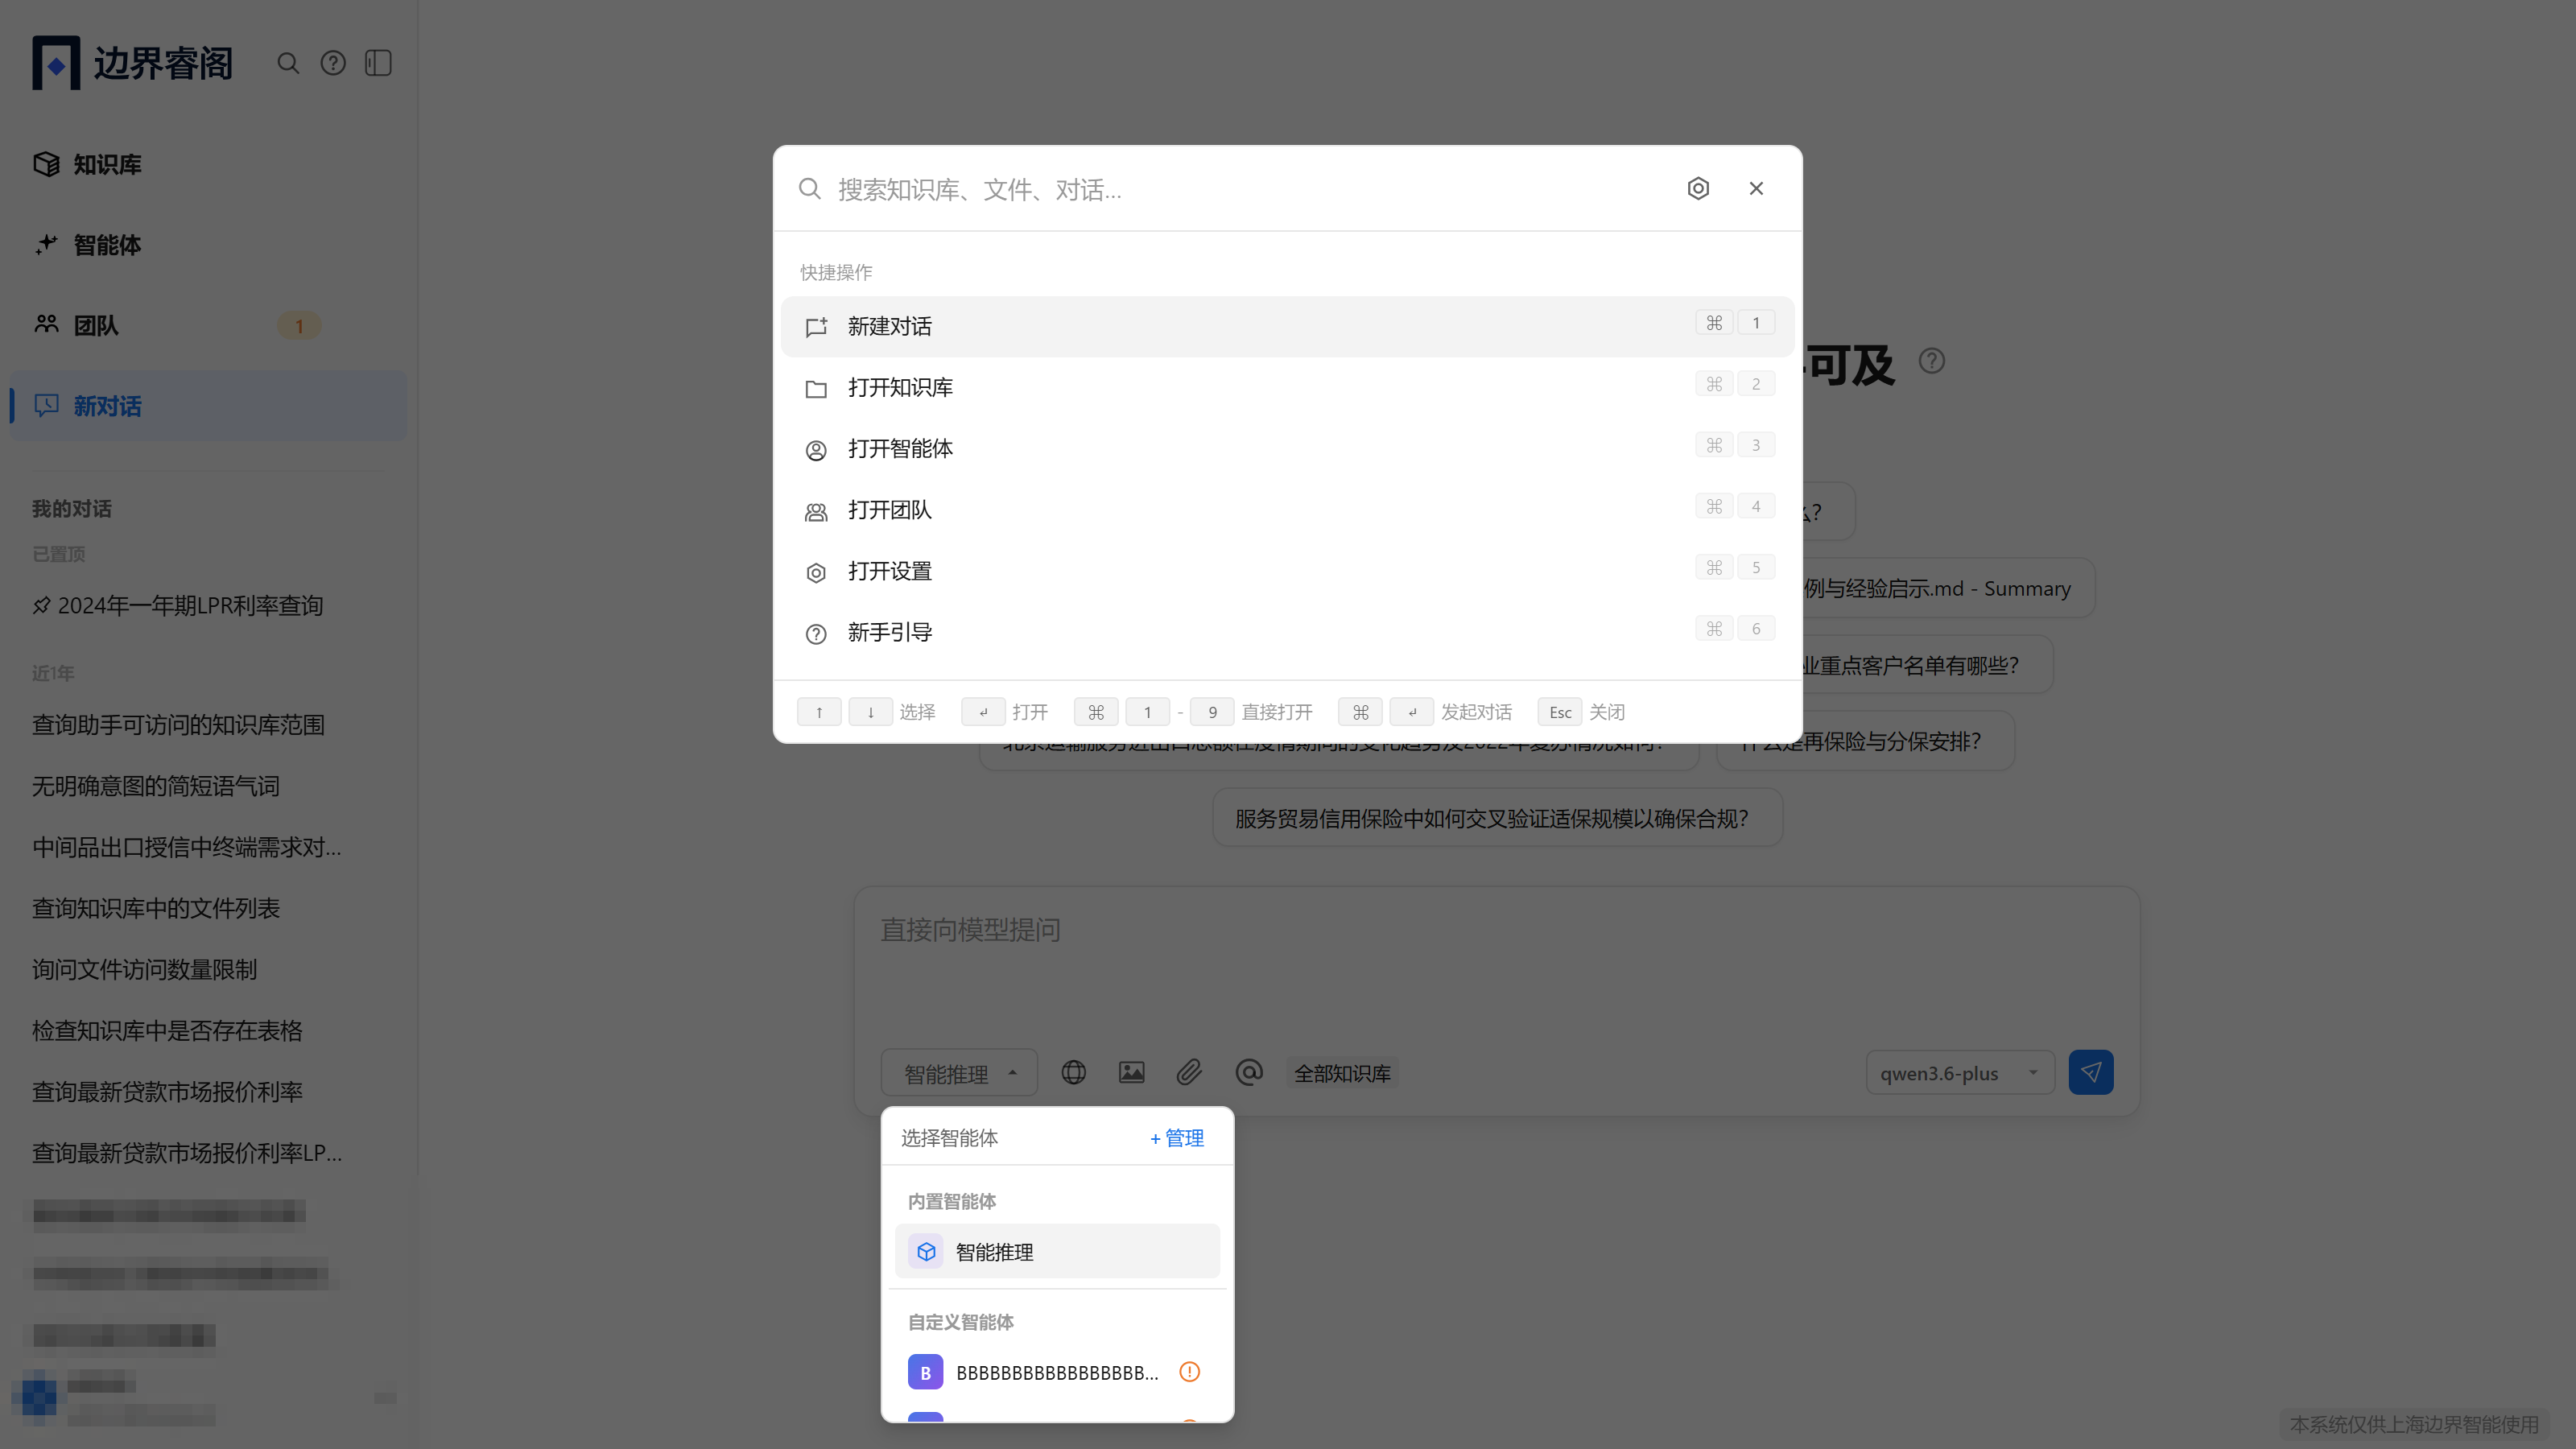 边界睿阁
知识库
智能体
团队
1
新对话
我的对话
已置顶
2024年一年期LPR利率查询
近1年
查询助手可访问的知识库范围
无明确意图的简短语气词
中间品出口授信中终端需求对...
查询知识库中的文件列表
询问文件访问数量限制
检查知识库中是否存在表格
查询最新贷款市场报价利率
查询最新贷款市场报价利率LP...
搜索知识库、文件、对话...
快捷操作
新建对话 ⌘ 1
打开知识库 ⌘ 2
打开智能体 ⌘ 3
打开团队 ⌘ 4
打开设置 ⌘ 5
新手引导 ⌘ 6
↑ ↓ 选择 ↵ 打开 ⌘ 1 - 9 直接打开 ⌘ ↵ 发起对话 Esc 关闭
可及
？
例与经验启示.md - Summary
业重点客户名单有哪些？
什么是再保险与分保安排？
服务贸易信用保险中如何交叉验证适保规模以确保合规？
直接向模型提问
智能推理
全部知识库
qwen3.6-plus
选择智能体
+ 管理
内置智能体
智能推理
自定义智能体
B BBBBBBBBBBBBBBBBB...
本系统仅供上海边界智能使用